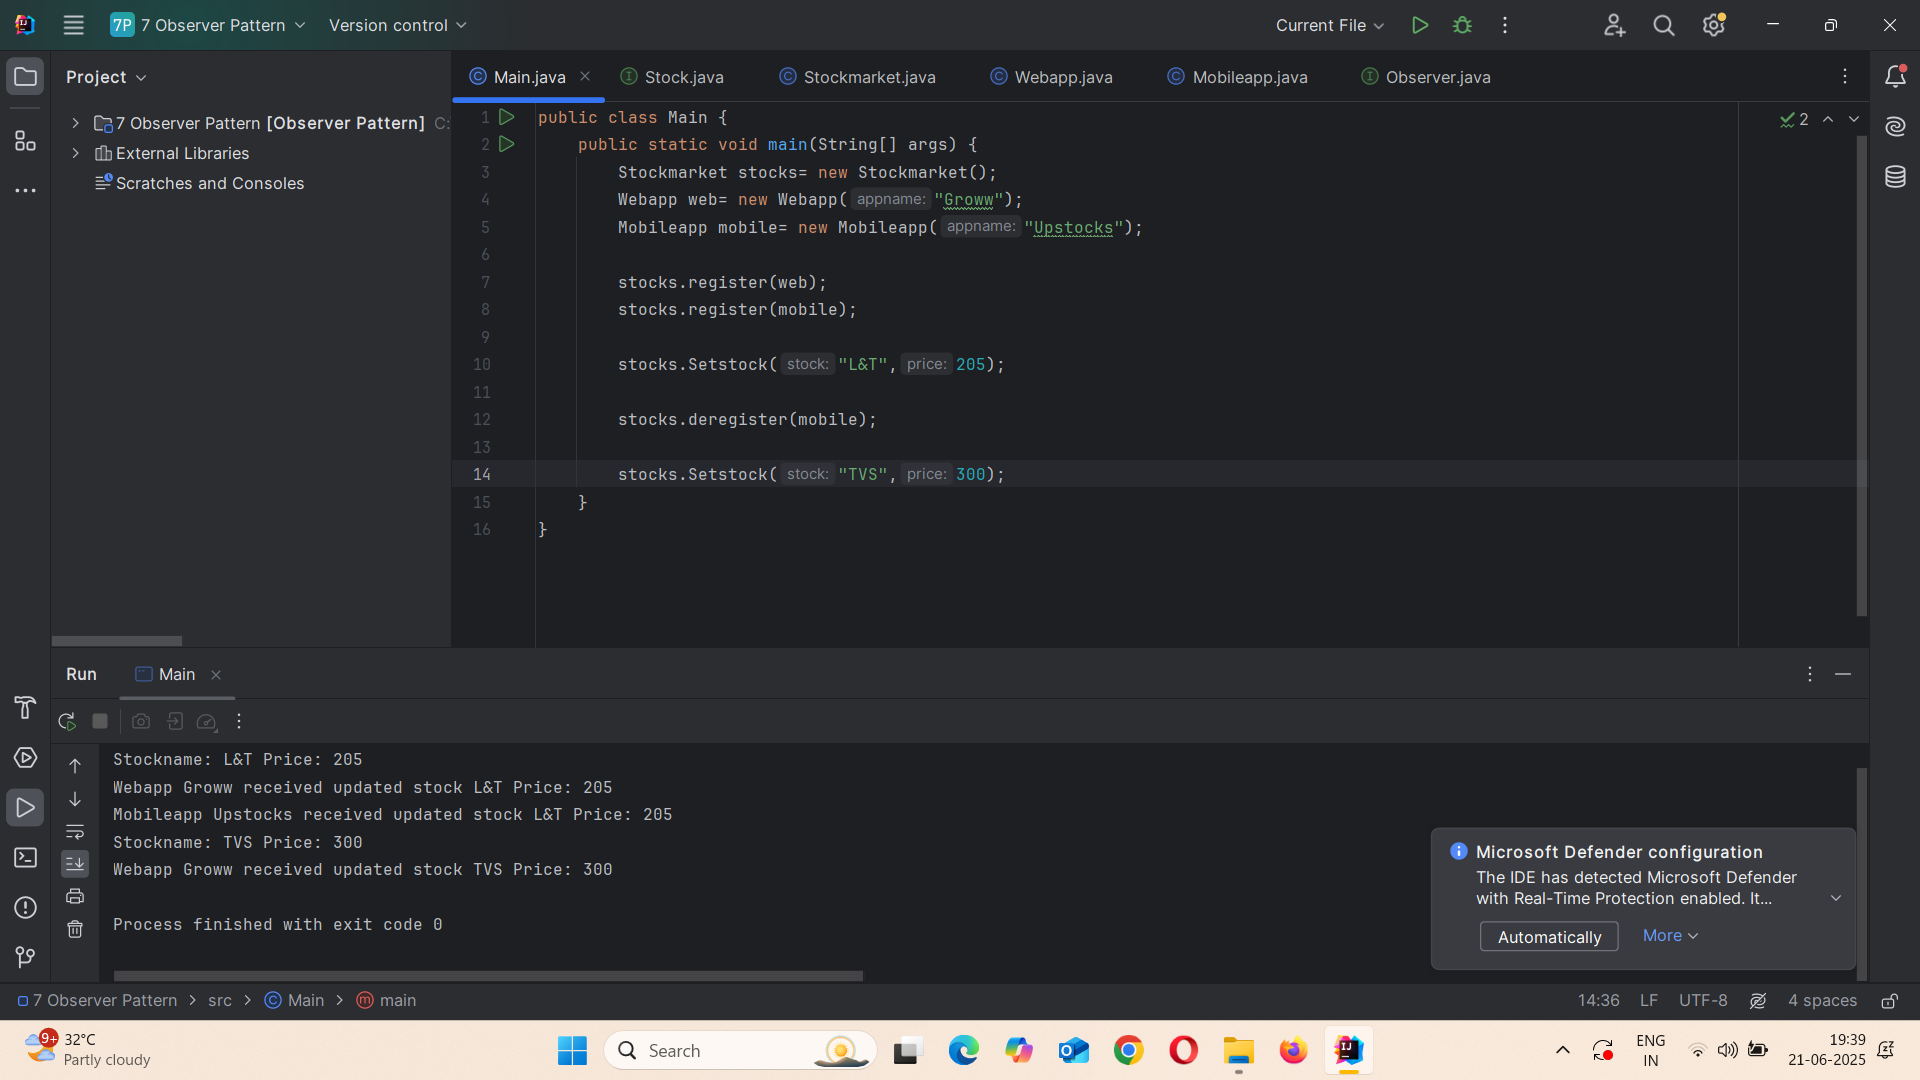 7P 7 Observer Pattern Version control Current File
Project
7 Observer Pattern [Observer Pattern] C:
External Libraries
Scratches and Consoles
Main.java Stock.java Stockmarket.java Webapp.java Mobileapp.java Observer.java
2
1 public class Main {
2 public static void main(String[] args) {
3 Stockmarket stocks= new Stockmarket();
4 Webapp web= new Webapp( appname: "Groww");
5 Mobileapp mobile= new Mobileapp( appname: "Upstocks");
6
7 stocks.register(web);
8 stocks.register(mobile);
9
10 stocks.Setstock( stock: "L&T", price: 205);
11
12 stocks.deregister(mobile);
13
14 stocks.Setstock( stock: "TVS", price: 300);
15 }
16 }
Run Main
Stockname: L&T Price: 205
Webapp Groww received updated stock L&T Price: 205
Mobileapp Upstocks received updated stock L&T Price: 205
Stockname: TVS Price: 300
Webapp Groww received updated stock TVS Price: 300
Process finished with exit code 0
Microsoft Defender configuration
The IDE has detected Microsoft Defender
with Real-Time Protection enabled. It...
Automatically More
7 Observer Pattern > src > Main > main 14:36 LF UTF-8 4 spaces
9+ 32°C
Partly cloudy
Search
ENG
IN
19:39
21-06-2025